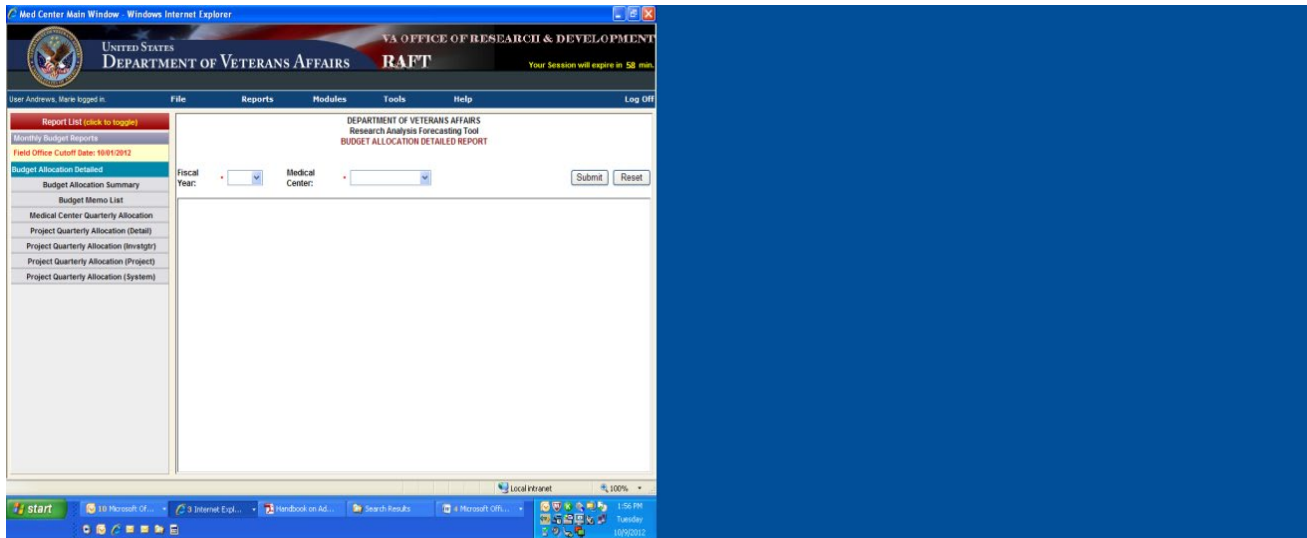 Med Center Main Window - Windows Internet Explorer
UNITED STATES
DEPARTMENT OF VETERANS AFFAIRS
VA OFFICE OF RESEARCH & DEVELOPMENT
RAFT
Your Session will expire in 58 min.
User Andrews, Marie logged in.
File Reports Modules Tools Help Log Off
Report List (click to toggle)
Monthly Budget Reports
Field Office Cutoff Date: 10/01/2012
Budget Allocation Detailed
Budget Allocation Summary
Budget Memo List
Medical Center Quarterly Allocation
Project Quarterly Allocation (Detail)
Project Quarterly Allocation (Invstgtr)
Project Quarterly Allocation (Project)
Project Quarterly Allocation (System)
DEPARTMENT OF VETERANS AFFAIRS
Research Analysis Forecasting Tool
BUDGET ALLOCATION DETAILED REPORT
Fiscal
Year: *
Medical
Center: *
Submit Reset
Local intranet 100%
start 10 Microsoft Of... 3 Internet Expl... Handbook on Ad... Search Results 4 Microsoft Offi...
1:56 PM
Tuesday
10/9/2012